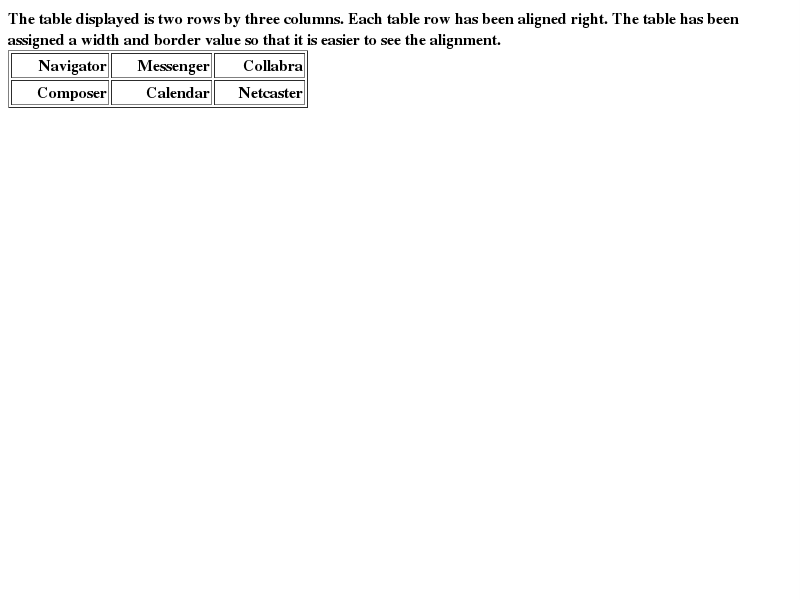 The table displayed is two rows by three columns. Each table row has been aligned right. The table has been
assigned a width and border value so that it is easier to see the alignment.
Navigator Messenger Collabra
Composer Calendar Netcaster